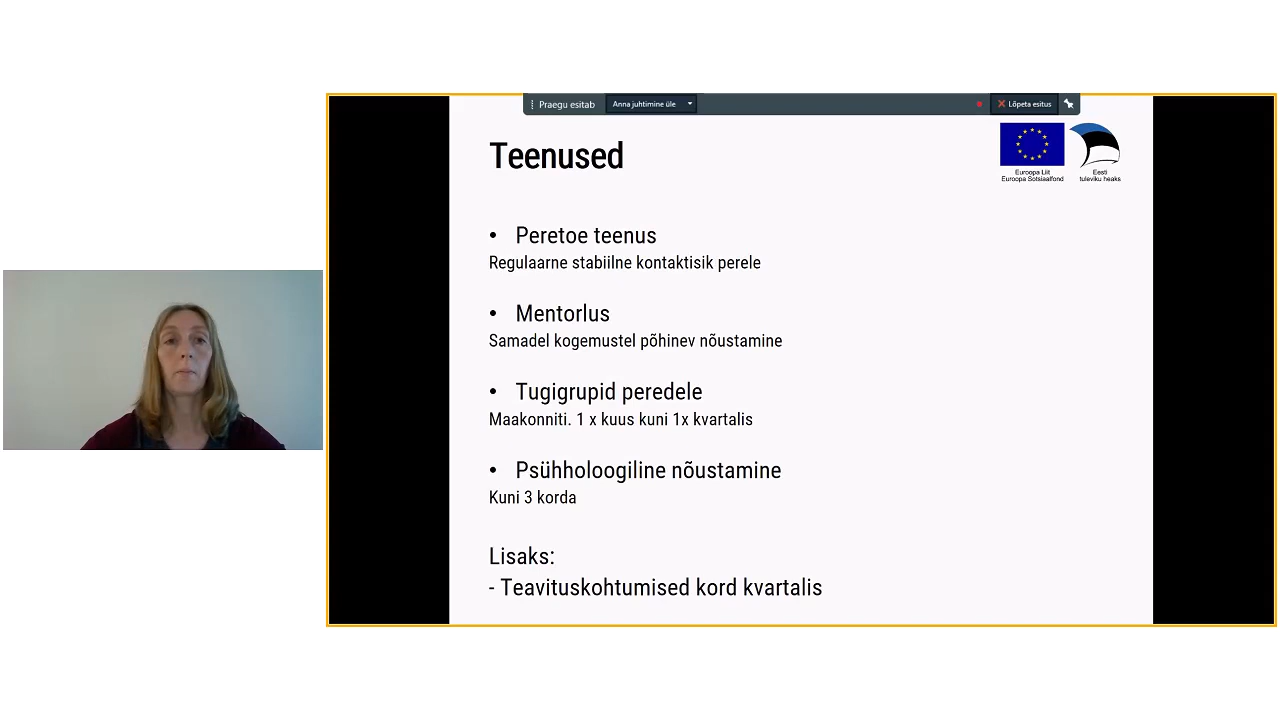 Praegu esitab
Anna juhtimine üle
Lõpeta esitus
Teenused
Euroopa Liit
Euroopa Sotsiaalfond
Eesti
tuleviku heaks
• Peretoe teenus
Regulaarne stabiilne kontaktisik perele
• Mentorlus
Samadel kogemustel põhinev nõustamine
• Tugigrupid peredele
Maakonniti. 1 x kuus kuni 1x kvartalis
• Psühholoogiline nõustamine
Kuni 3 korda
Lisaks:
- Teavituskohtumised kord kvartalis